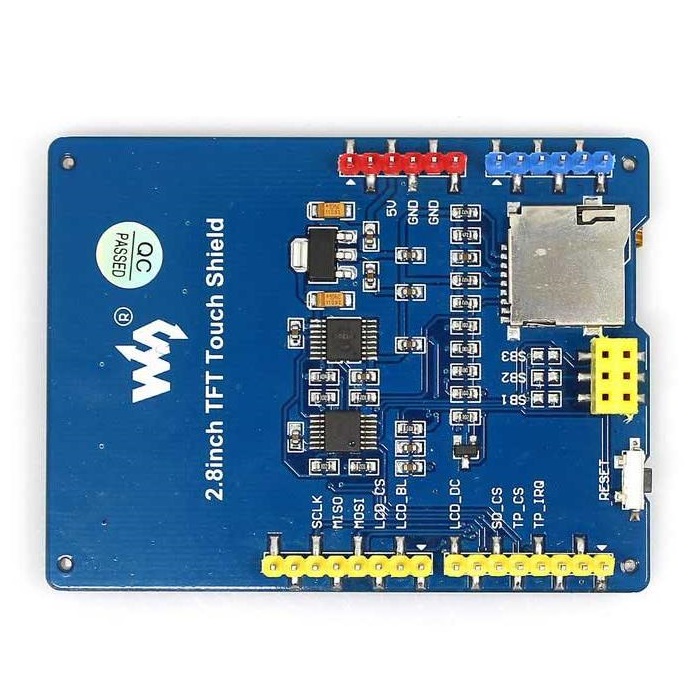 5V
GND
GND
QC
PASSED
®
2.8inch TFT Touch Shield
SB3
SB2
SB1
RESET
SCLK
MISO
MOSI
LCD_CS
LCD_BL
LCD_DC
SD_CS
TP_CS
TP_IRQ